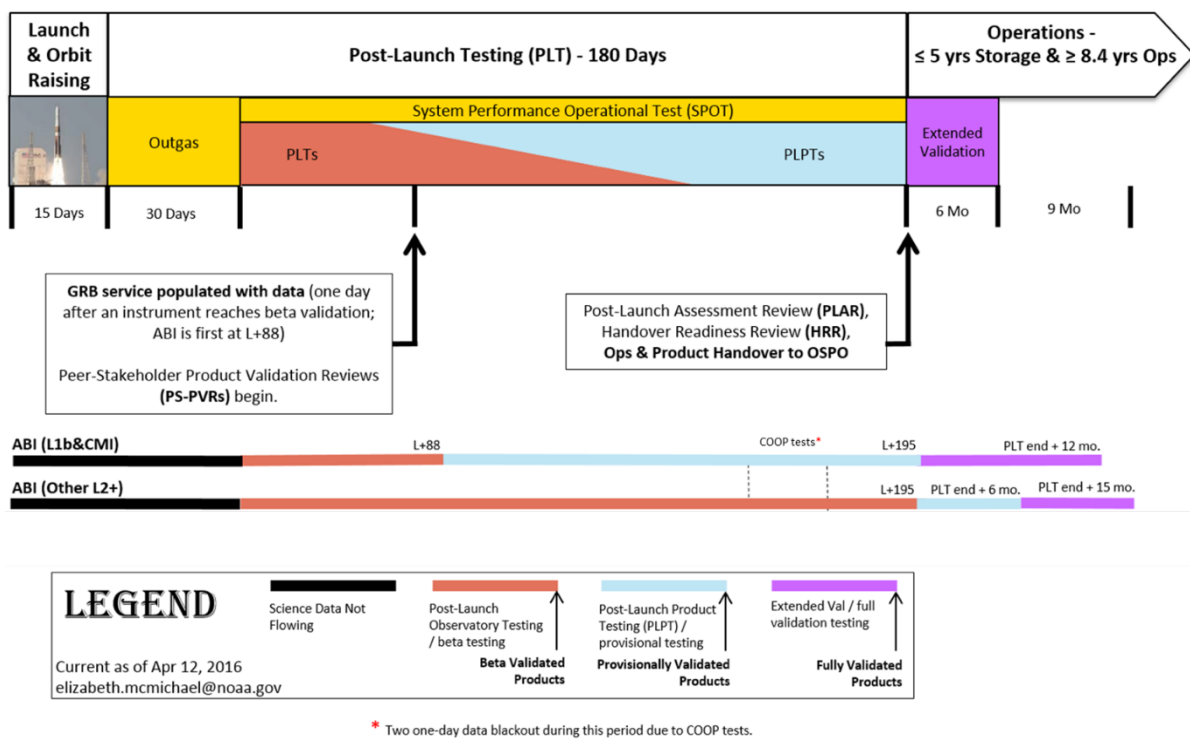 Launch
& Orbit
Raising
Post-Launch Testing (PLT) - 180 Days
Operations -
≤ 5 yrs Storage & ≥ 8.4 yrs Ops
System Performance Operational Test (SPOT)
Outgas
PLTs
PLPTs
Extended
Validation
15 Days
30 Days
6 Mo
9 Mo
GRB service populated with data (one day
after an instrument reaches beta validation;
ABI is first at L+88)
Peer-Stakeholder Product Validation Reviews
(PS-PVRs) begin.
Post-Launch Assessment Review (PLAR),
Handover Readiness Review (HRR),
Ops & Product Handover to OSPO
ABI (L1b&CMI)
L+88
COOP tests*
L+195
PLT end + 12 mo.
ABI (Other L2+)
L+195
PLT end + 6 mo.
PLT end + 15 mo.
LEGEND
Current as of Apr 12, 2016
elizabeth.mcmichael@noaa.gov
Science Data Not
Flowing
Post-Launch
Observatory Testing
/ beta testing
Beta Validated
Products
Post-Launch Product
Testing (PLPT) /
provisional testing
Provisionally Validated
Products
Extended Val / full
validation testing
Fully Validated
Products
* Two one-day data blackout during this period due to COOP tests.